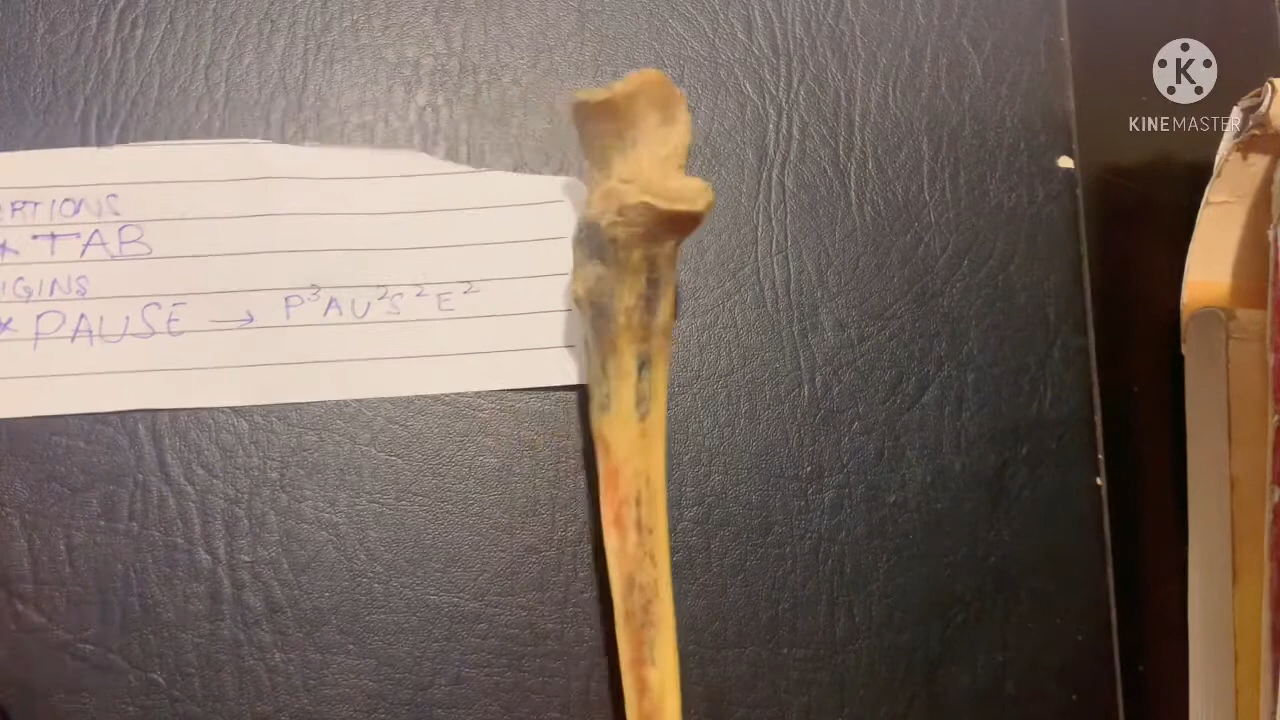 ERTIONS
* TAB
IGINS
* PAUSE → P³AU²S²E²
KINEMASTER